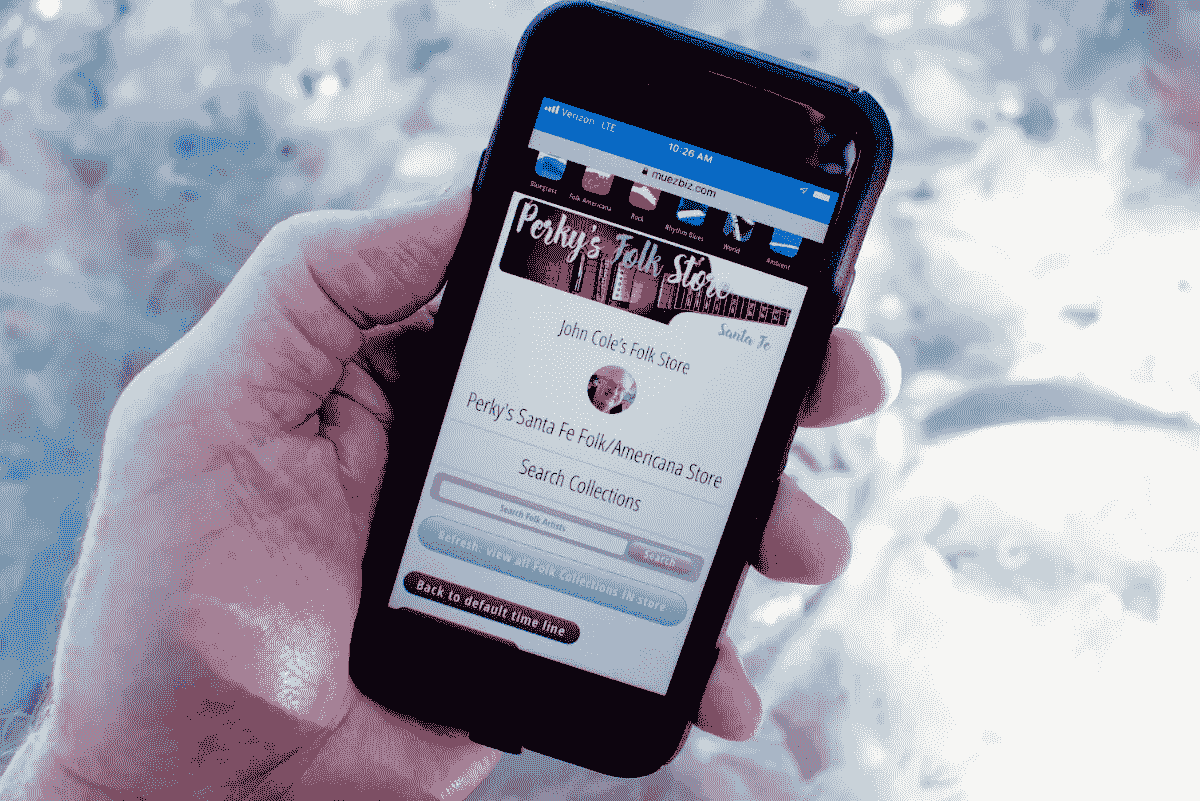 Verizon LTE
10:26 AM
muezbiz.com
Bluegrass
Folk Americana
Rock
Rhythm Blues
World
Ambient
Perky's Folk Store
Santa Fe
John Cole's Folk Store
Perky's Santa Fe Folk/Americana Store
Search Collections
Search Folk Artists
Search
Refresh: View all Folk Collections IN store
Back to default time line